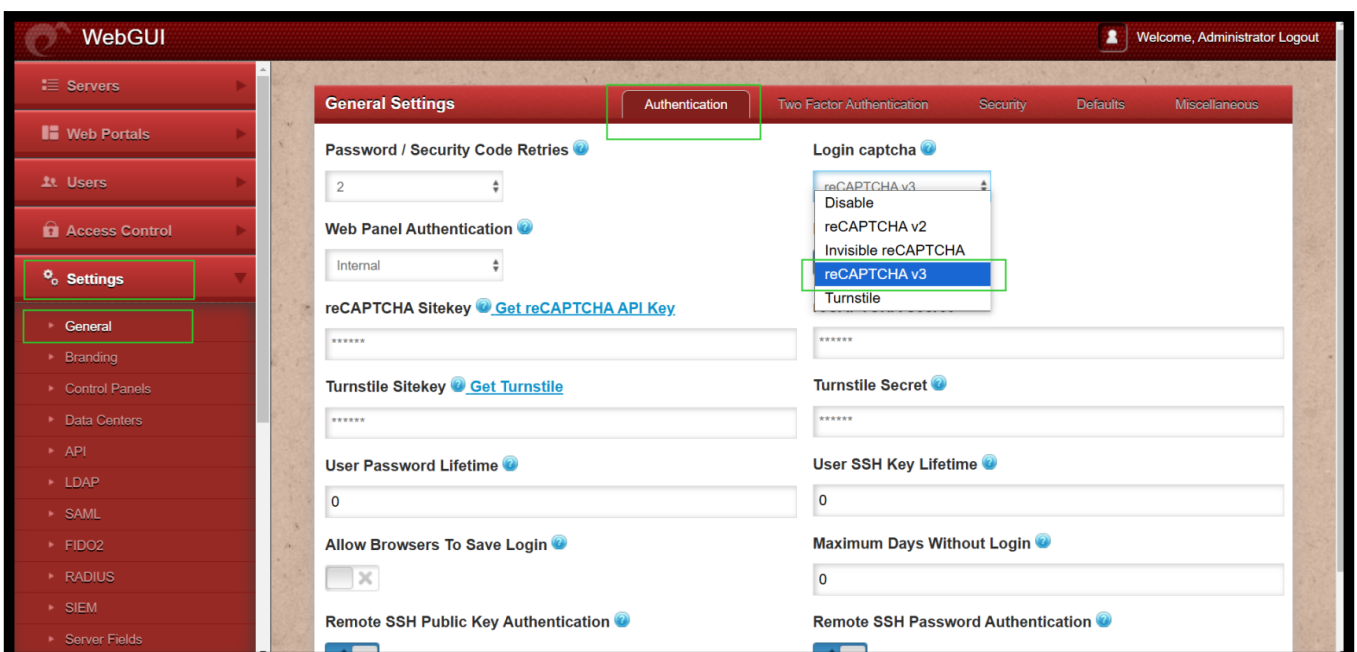 WebGUI
Welcome, Administrator Logout
Servers
Web Portals
Users
Access Control
Settings
General
Branding
Control Panels
Data Centers
API
LDAP
SAML
FIDO2
RADIUS
SIEM
Server Fields
General Settings
Authentication
Two Factor Authentication
Security
Defaults
Miscellaneous
Password / Security Code Retries
2
Login captcha
reCAPTCHA v3
Disable
reCAPTCHA v2
Invisible reCAPTCHA
reCAPTCHA v3
Turnstile
Web Panel Authentication
Internal
reCAPTCHA Sitekey Get reCAPTCHA API Key
******
******
Turnstile Sitekey Get Turnstile
******
Turnstile Secret
******
User Password Lifetime
0
User SSH Key Lifetime
0
Allow Browsers To Save Login
Maximum Days Without Login
0
Remote SSH Public Key Authentication
Remote SSH Password Authentication